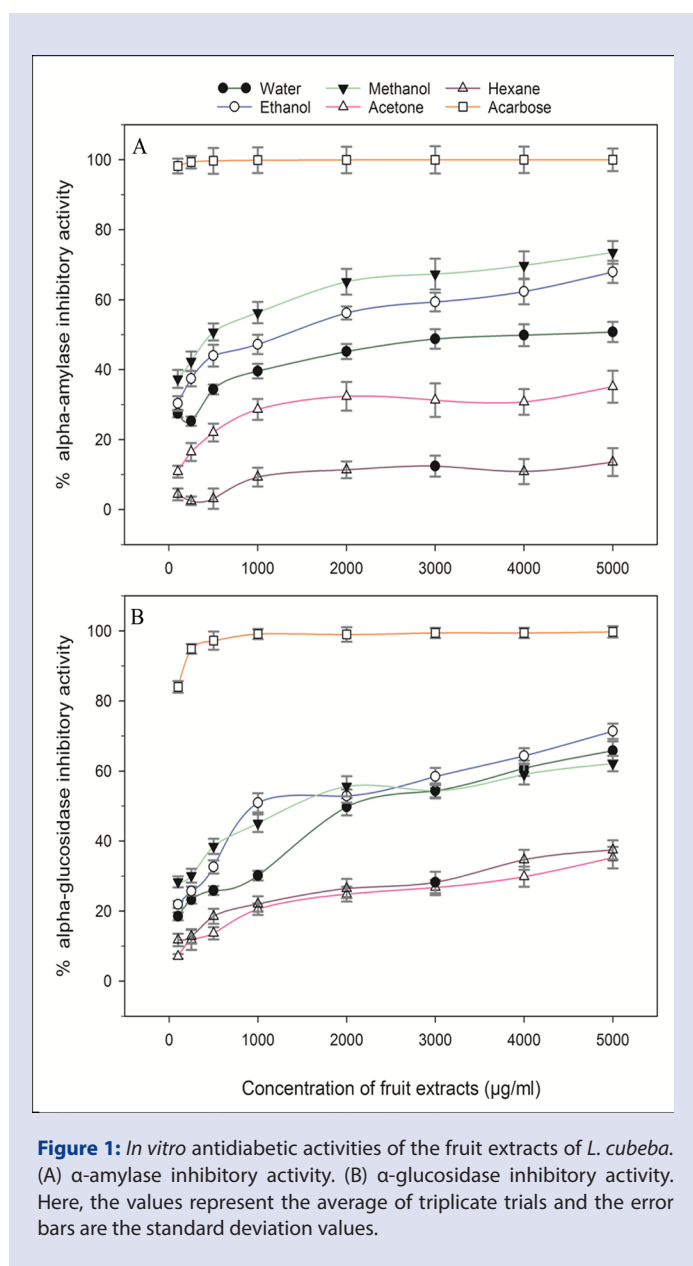 Water Methanol Hexane
Ethanol Acetone Acarbose
A
% alpha-amylase inhibitory activity
100
80
60
40
20
0
0 1000 2000 3000 4000 5000
B
% alpha-glucosidase inhibitory activity
100
80
60
40
20
0
0 1000 2000 3000 4000 5000
Concentration of fruit extracts (µg/ml)
Figure 1: In vitro antidiabetic activities of the fruit extracts of L. cubeba.
(A) α-amylase inhibitory activity. (B) α-glucosidase inhibitory activity.
Here, the values represent the average of triplicate trials and the error
bars are the standard deviation values.